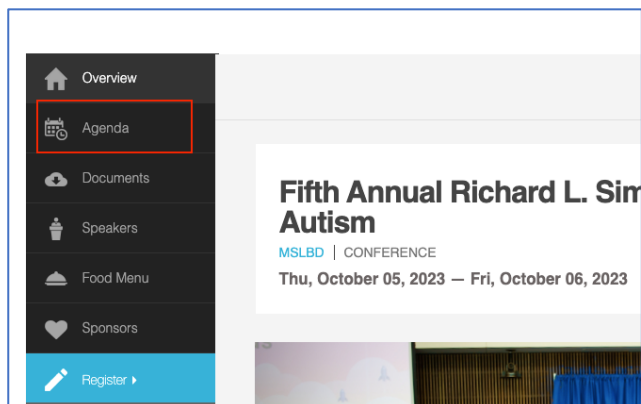 Overview
Agenda
Documents
Speakers
Food Menu
Sponsors
Register
Fifth Annual Richard L.
Autism
MSLBD | CONFERENCE
Thu, October 05, 2023 — Fri, October 06, 2023